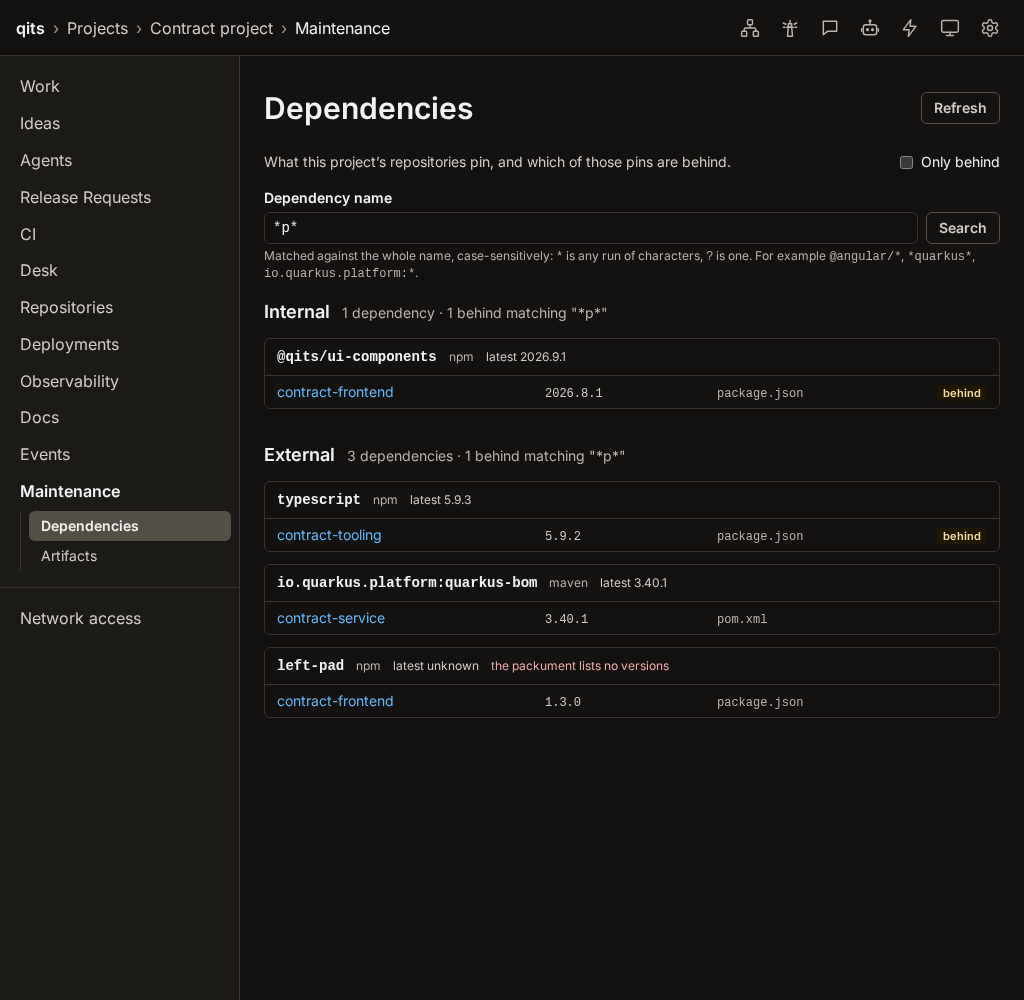 qits › Projects › Contract project › Maintenance
Work
Ideas
Agents
Release Requests
CI
Desk
Repositories
Deployments
Observability
Docs
Events
Maintenance
Dependencies
Artifacts
Network access
Dependencies
Refresh
What this project's repositories pin, and which of those pins are behind.
Only behind
Dependency name
*p*
Search
Matched against the whole name, case-sensitively: * is any run of characters, ? is one. For example @angular/*, *quarkus*,
io.quarkus.platform:*.
Internal 1 dependency · 1 behind matching "*p*"
@qits/ui-components npm latest 2026.9.1
contract-frontend 2026.8.1 package.json behind
External 3 dependencies · 1 behind matching "*p*"
typescript npm latest 5.9.3
contract-tooling 5.9.2 package.json behind
io.quarkus.platform:quarkus-bom maven latest 3.40.1
contract-service 3.40.1 pom.xml
left-pad npm latest unknown the packument lists no versions
contract-frontend 1.3.0 package.json